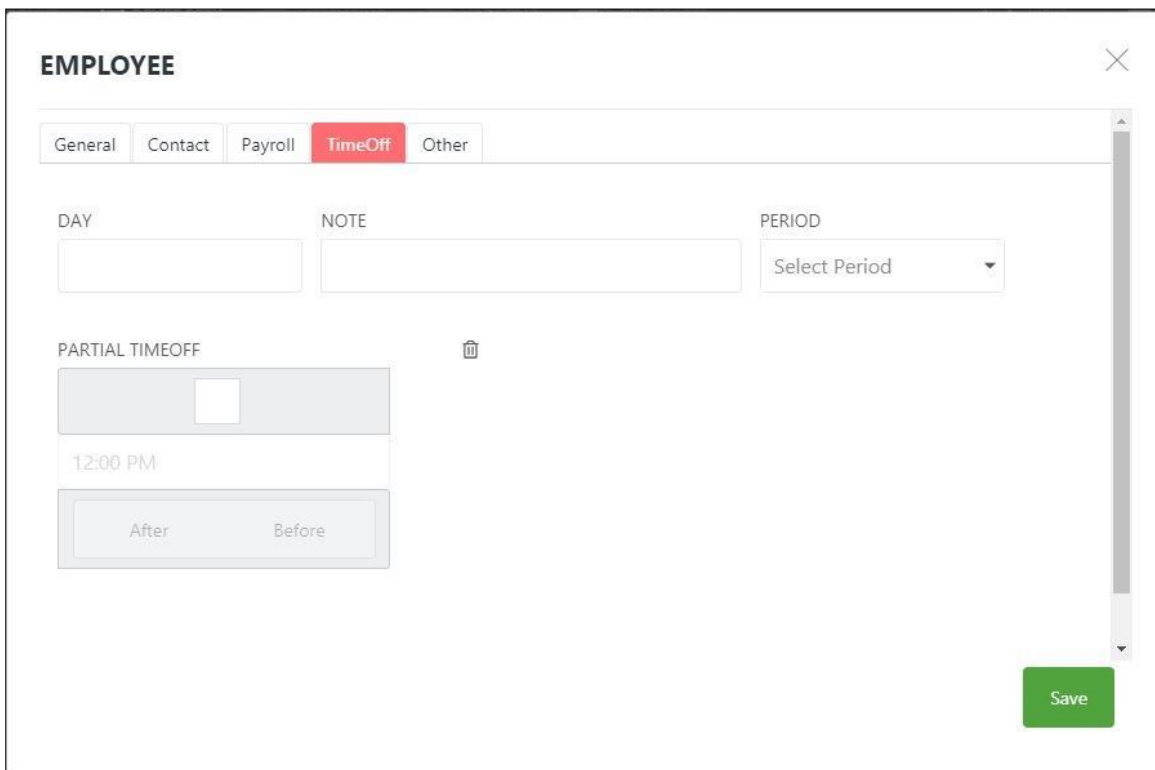 EMPLOYEE
General Contact Payroll TimeOff Other
DAY NOTE PERIOD
Select Period
PARTIAL TIMEOFF
12:00 PM
After Before
Save